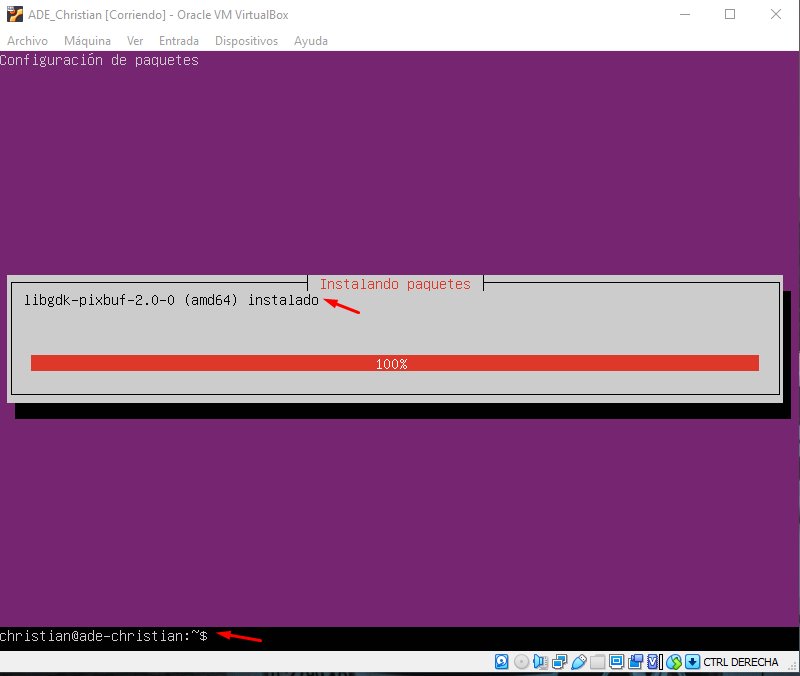 ADE_Christian [Corriendo] - Oracle VM VirtualBox
Archivo Máquina Ver Entrada Dispositivos Ayuda
Configuración de paquetes
Instalando paquetes
libgdk-pixbuf-2.0-0 (amd64) instalado
100%
christian@ade-christian:~$
CTRL DERECHA